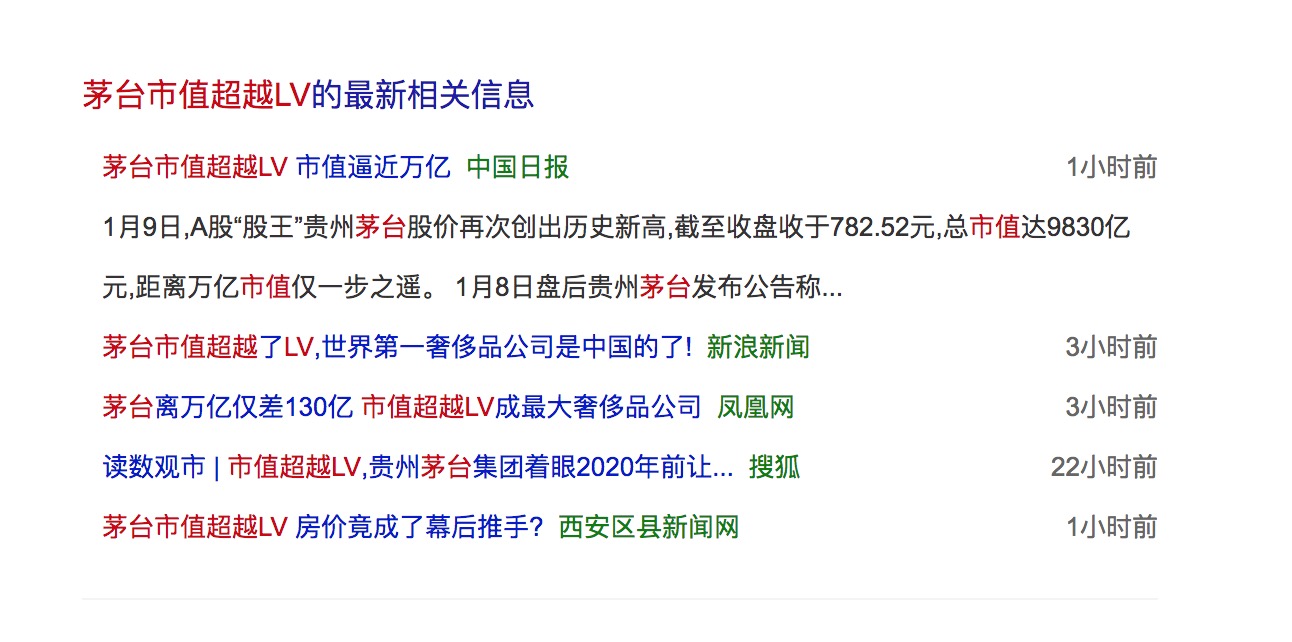 茅台市值超越LV的最新相关信息
茅台市值超越LV 市值逼近万亿 中国日报 1小时前
1月9日,A股“股王”贵州茅台股价再次创出历史新高,截至收盘收于782.52元,总市值达9830亿
元,距离万亿市值仅一步之遥。 1月8日盘后贵州茅台发布公告称...
茅台市值超越了LV,世界第一奢侈品公司是中国的了! 新浪新闻 3小时前
茅台离万亿仅差130亿 市值超越LV成最大奢侈品公司 凤凰网 3小时前
读数观市 | 市值超越LV,贵州茅台集团着眼2020年前让... 搜狐 22小时前
茅台市值超越LV 房价竟成了幕后推手? 西安区县新闻网 1小时前